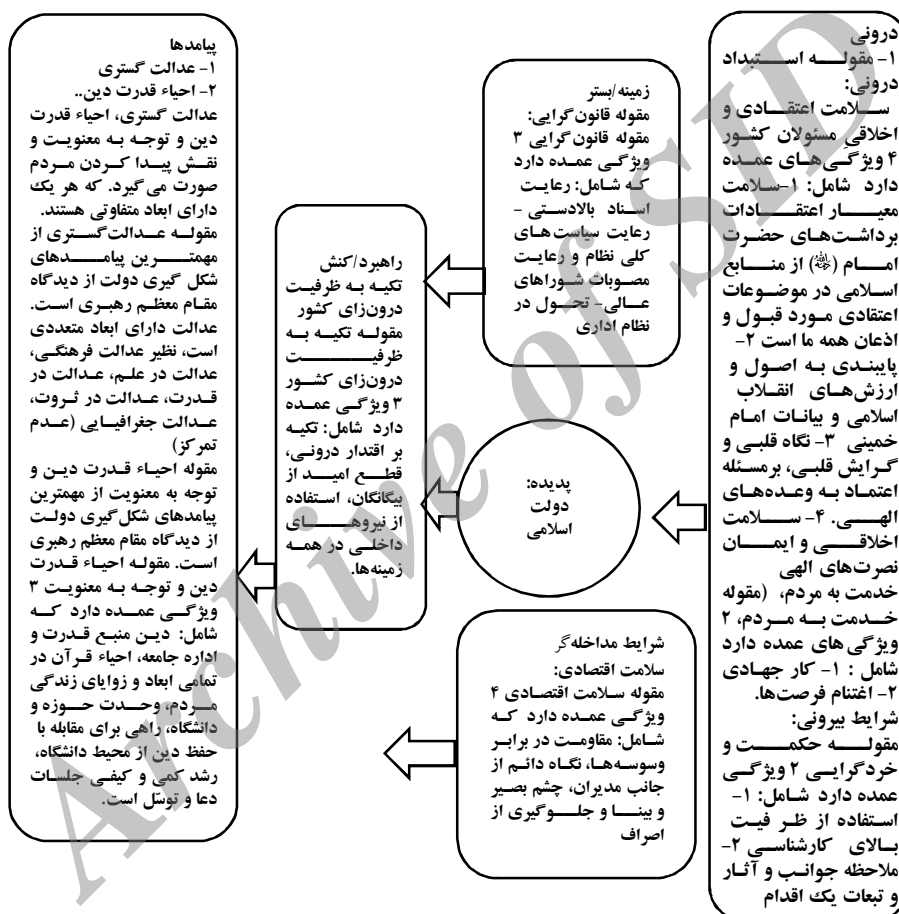 درونی
۱- مقوله استبداد
درونی:
سلامت اعتقادی و
اخلاقیِ مسئولان کشور
۴ ویژگی‌های عمده
دارد شامل: ۱-سلامت
معیار اعتقادات
برداشت‌های حضرت
امام (ره) از منابع
اسلامی در موضوعات
اعتقادی مورد قبول و
اذعان همه ما است ۲-
پایبندی به اصول و
ارزش‌های انقلاب
اسلامی و بیانات امام
خمینی ۳- نگاه قلبی و
گرایش قلبی، برمسئله
اعتماد به وعده‌های
الهی. ۴- سلامت
اخلاقی و ایمان
نصرت‌های الهی
خدمت به مردم، (مقوله
خدمت به مردم، ۲
ویژگی های عمده دارد
شامل : ۱- کار جهادی
۲- اغتنام فرصت‌ها.
شرایط بیرونی:
مقوله حکمت و
خردگرایی ۲ ویژگی
عمده دارد شامل: ۱-
استفاده از ظر فیت
بالای کارشناسی ۲-
ملاحظه جوانب و آثار
و تبعات یک اقدام
زمینه/بستر
مقوله قانون‌گرایی:
مقوله قانون‌گرایی ۳
ویژگی عمده دارد
که شامل: رعایت
اسناد بالادستی -
رعایت سیاست‌های
کلی نظام و رعایت
مصوبات شوراهای
عالی- تحول در
نظام اداری
پدیده:
دولت
اسلامی
شرایط مداخله‌گر
سلامت اقتصادی:
مقوله سلامت اقتصادی ۴
ویژگی عمده دارد که
شامل: مقاومت در برابر
وسوسه‌ها، نگاه دائم از
جانب مدیران، چشم بصیر
و بینا و جلوگیری از
اصراف
راهبرد/کنش
تکیه به ظرفیت
درون‌زای کشور
مقوله تکیه به
ظرفیت
درون‌زای کشور
۳ ویژگی عمده
دارد شامل: تکیه
بر اقتدار درونی،
قطع امید از
بیگانگان، استفاده
از نیروهای
داخلی در همه
زمینه‌ها.
پیامدها
۱- عدالت گستری
۲- احیاء قدرت دین..
عدالت گستری، احیاء قدرت
دین و توجه به معنویت و
نقش پیدا کردن مردم
صورت می‌گیرد. که هر یک
دارای ابعاد متفاوتی هستند.
مقوله عدالت‌گستری از
مهمترین پیامدهای
شکل گیری دولت از دیدگاه
مقام معظم رهبری است.
عدالت دارای ابعاد متعددی
است، نظیر عدالت فرهنگی،
عدالت در علم، عدالت در
قدرت، عدالت در ثروت،
عدالت جغرافیایی (عدم
تمرکز)
مقوله احیاء قدرت دین و
توجه به معنویت از مهمترین
پیامدهای شکل‌گیری دولت
از دیدگاه مقام معظم رهبری
است. مقوله احیاء قدرت
دین و توجه به معنویت ۳
ویژگی عمده دارد که
شامل: دین منبع قدرت و
اداره جامعه، احیاء قرآن در
تمامی ابعاد و زوایای زندگی
مردم، وحدت حوزه و
دانشگاه، راهی برای مقابله با
حفظ دین از محیط دانشگاه،
رشد کمی و کیفی جلسات
دعا و توسّل است.
Archive of SID